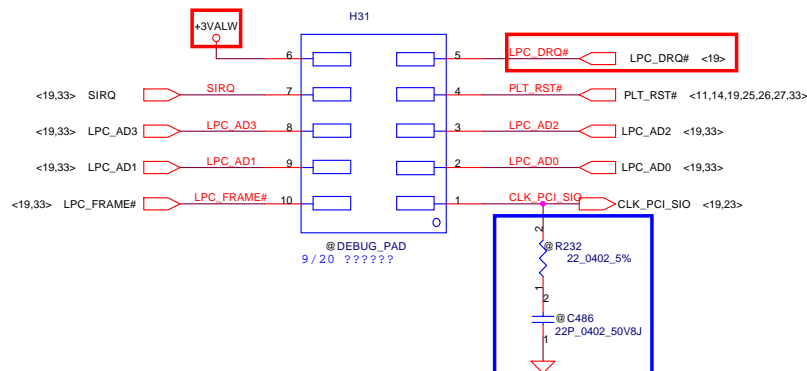 H31
+3VALW
6
5
LPC_DRQ#
LPC_DRQ# <19>
<19,33> SIRQ
SIRQ
7
4
PLT_RST#
PLT_RST# <11,14,19,25,26,27,33>
<19,33> LPC_AD3
LPC_AD3
8
3
LPC_AD2
LPC_AD2 <19,33>
<19,33> LPC_AD1
LPC_AD1
9
2
LPC_AD0
LPC_AD0 <19,33>
<19,33> LPC_FRAME#
LPC_FRAME#
10
1
CLK_PCI_SIO
CLK_PCI_SIO <19,23>
@DEBUG_PAD
9/20 ??????
2
@R232
22_0402_5%
1
2
@C486
22P_0402_50V8J
1